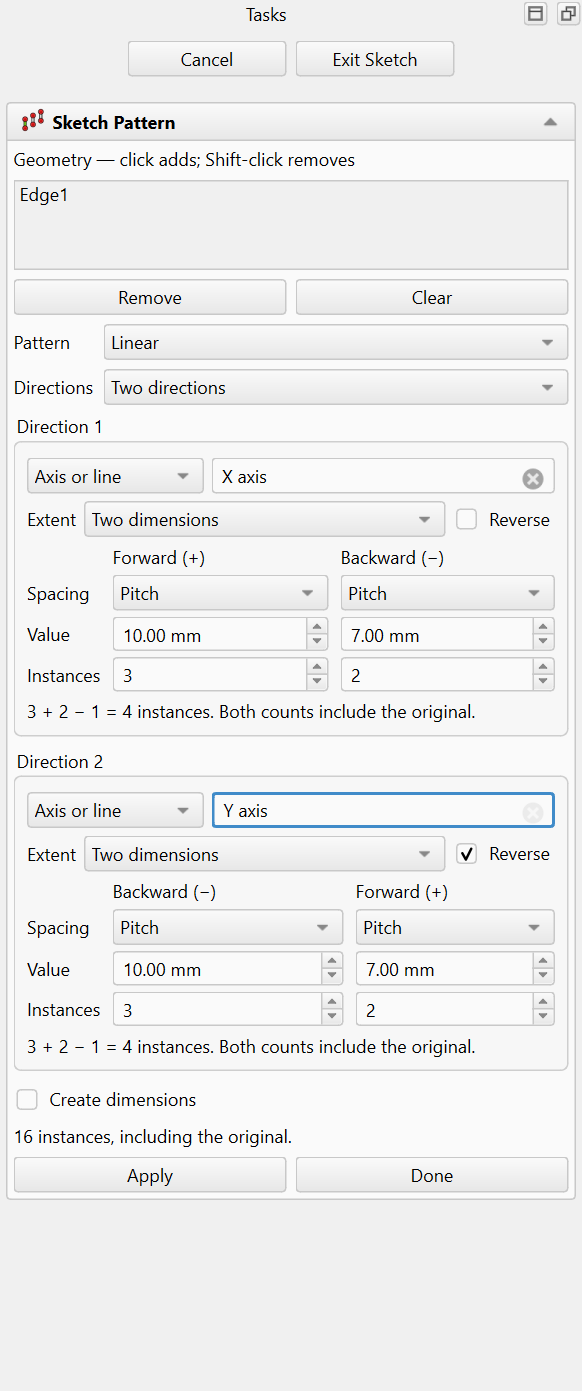 Tasks
Cancel Exit Sketch
Sketch Pattern
Geometry — click adds; Shift-click removes
Edge1
Remove Clear
Pattern Linear
Directions Two directions
Direction 1
Axis or line X axis
Extent Two dimensions Reverse
Forward (+) Backward (−)
Spacing Pitch Pitch
Value 10.00 mm 7.00 mm
Instances 3 2
3 + 2 − 1 = 4 instances. Both counts include the original.
Direction 2
Axis or line Y axis
Extent Two dimensions Reverse
Backward (−) Forward (+)
Spacing Pitch Pitch
Value 10.00 mm 7.00 mm
Instances 3 2
3 + 2 − 1 = 4 instances. Both counts include the original.
Create dimensions
16 instances, including the original.
Apply Done